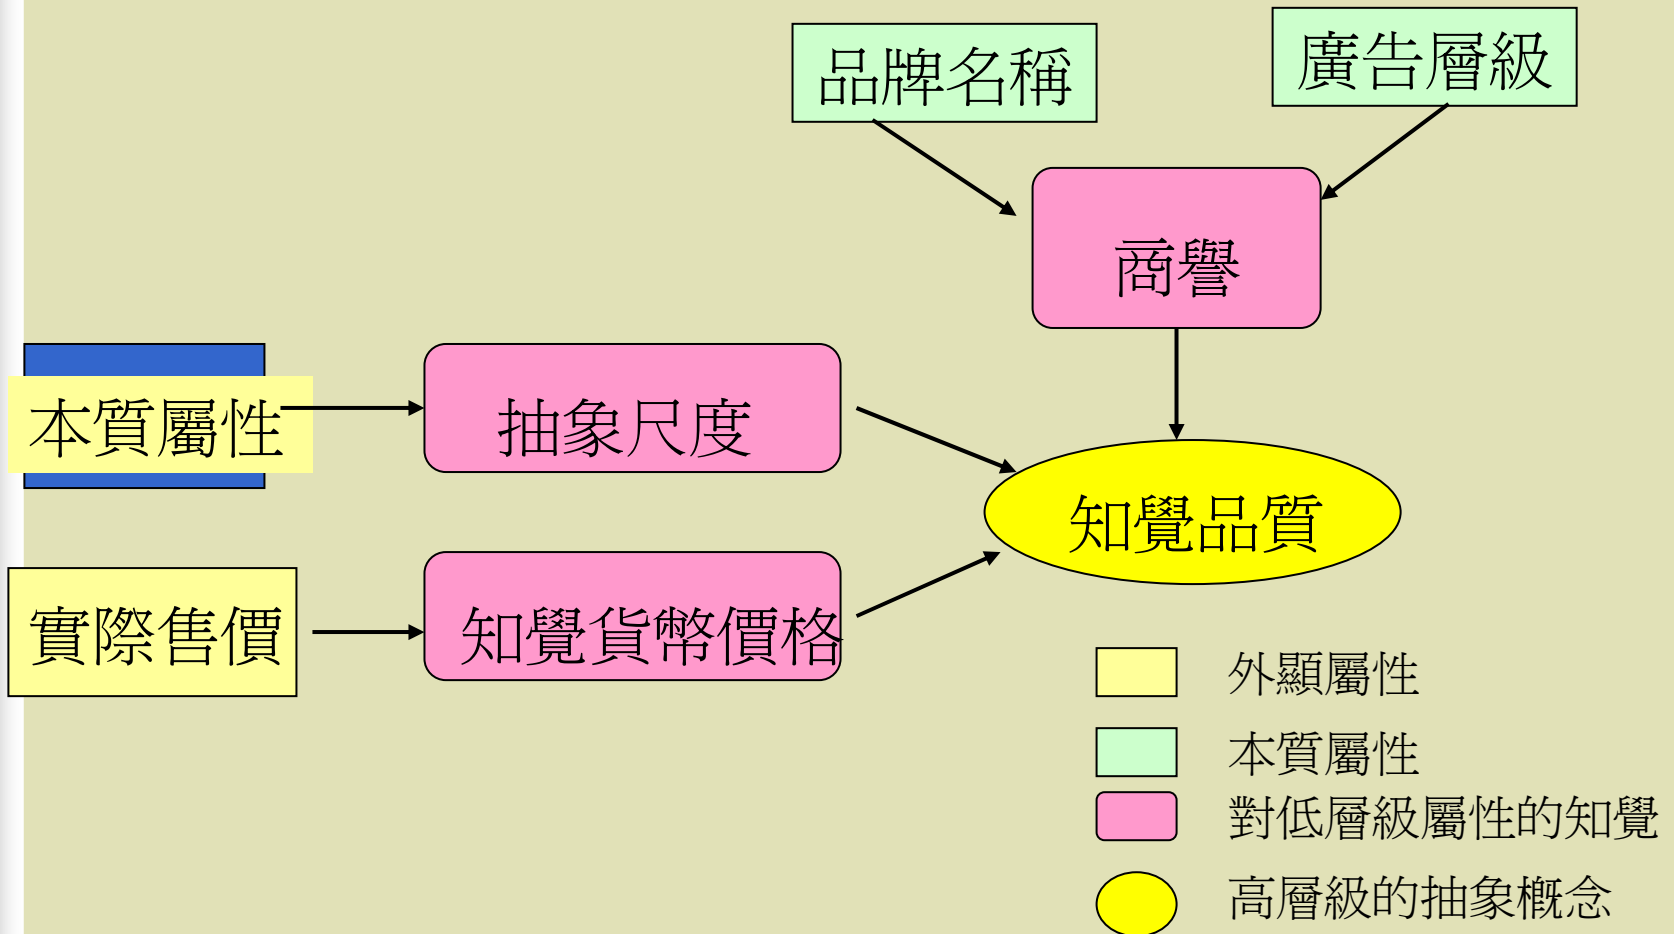 品牌名稱
廣告層級
商譽
本質屬性
抽象尺度
知覺品質
實際售價
知覺貨幣價格
外顯屬性
本質屬性
對低層級屬性的知覺
高層級的抽象概念